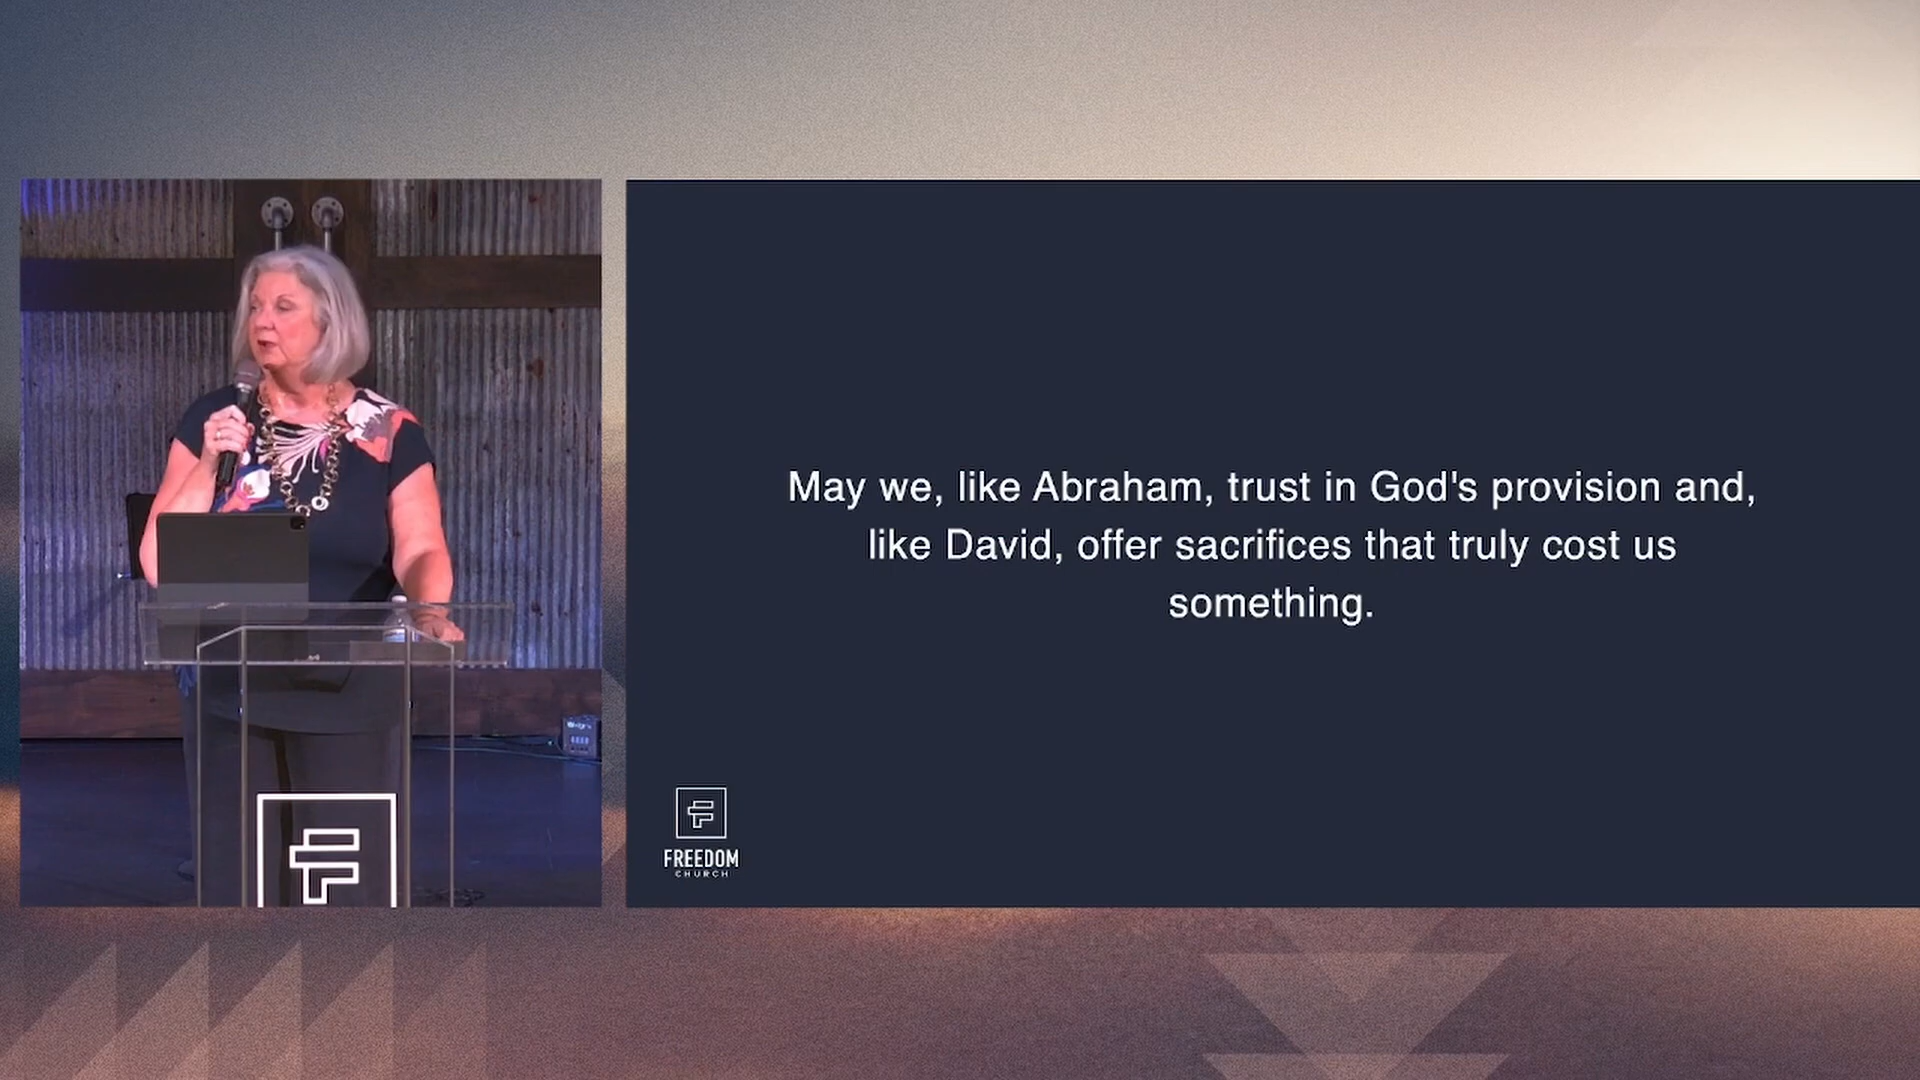 May we, like Abraham, trust in God's provision and,
like David, offer sacrifices that truly cost us
something.
FREEDOM
CHURCH